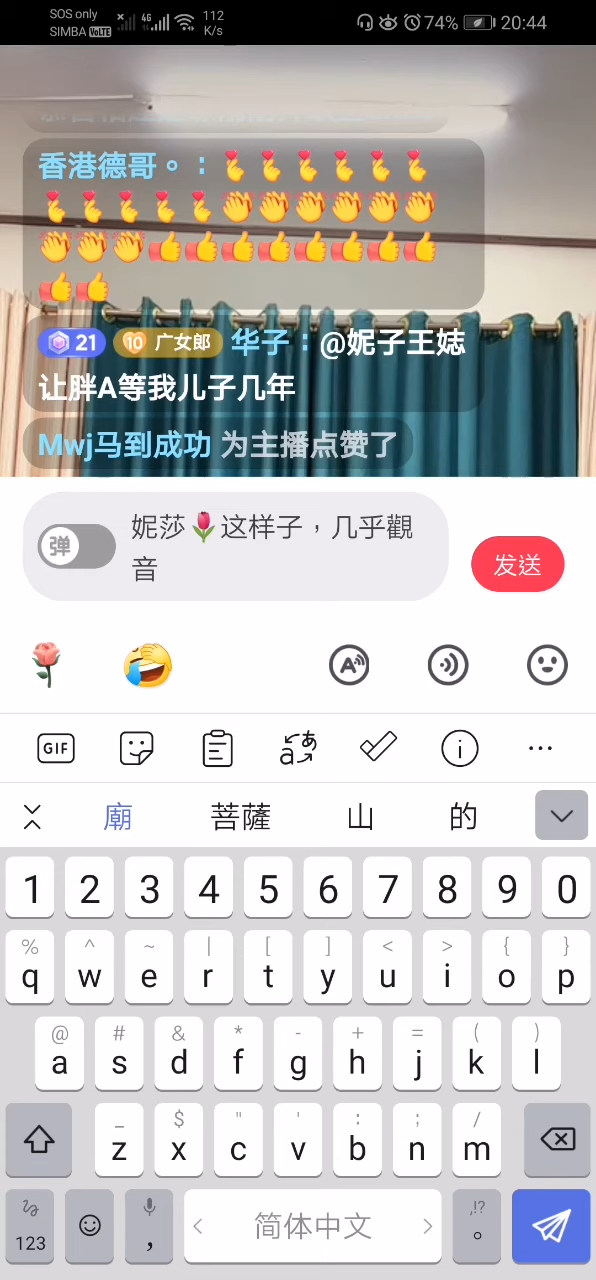 SOS only
SIMBA VoLTE
4G
112
K/s
74%
20:44
香港德哥。：
21 10 广女郎 华子：@妮子王娡
让胖A等我儿子几年
Mwj马到成功 为主播点赞了
弹
妮莎🌷这样子，几乎觀
音
发送
GIF
a あ
廟 菩薩 山 的
1 2 3 4 5 6 7 8 9 0
% ^ ~ | [ ] < > { }
q w e r t y u i o p
@ # & * - + = ( )
a s d f g h j k l
_ $ " ' : ; /
z x c v b n m
,!?
123 , < 简体中文 > 。